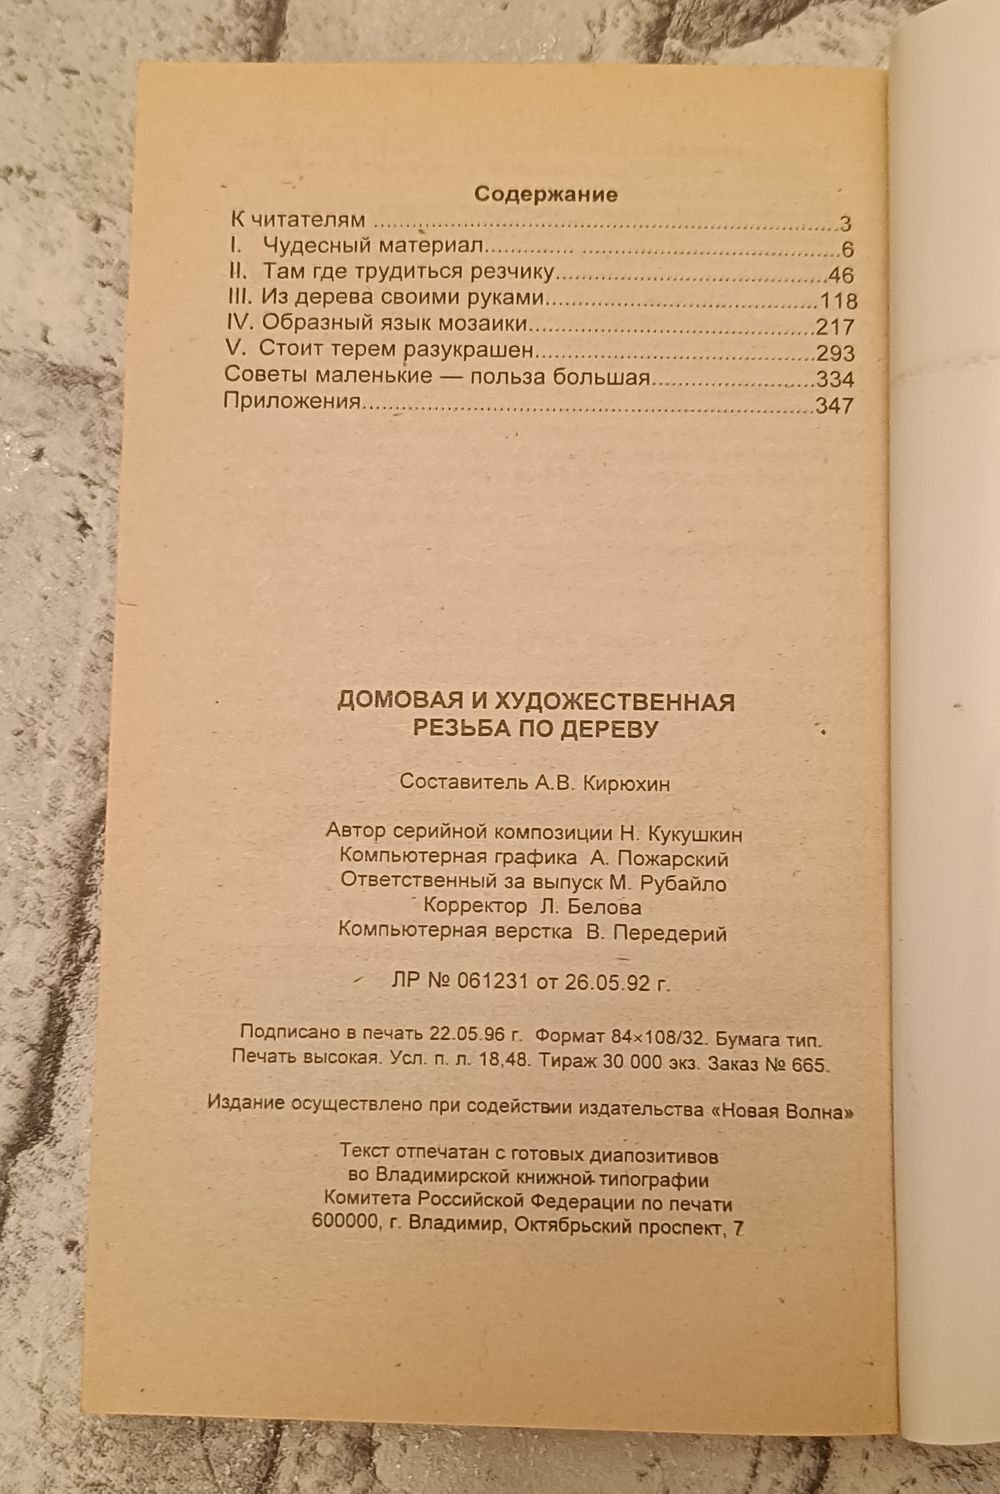 Содержание
К читателям ................................................................3
I. Чудесный материал............ ....................................6
II. Там где трудиться резчику......................................46
III. Из дерева своими руками......................................118
IV. Образный язык мозаики.........................................217
V. Стоит терем разукрашен........................................293
Советы маленькие — польза большая......................334
Приложения.............................................................347
ДОМОВАЯ И ХУДОЖЕСТВЕННАЯ
РЕЗЬБА ПО ДЕРЕВУ
Составитель А.В. Кирюхин
Автор серийной композиции Н. Кукушкин
Компьютерная графика А. Пожарский
Ответственный за выпуск М. Рубайло
Корректор Л. Белова
Компьютерная верстка В. Передерий
ЛР № 061231 от 26.05.92 г.
Подписано в печать 22.05.96 г. Формат 84×108/32. Бумага тип.
Печать высокая. Усл. п. л. 18,48. Тираж 30 000 экз. Заказ № 665.
Издание осуществлено при содействии издательства «Новая Волна»
Текст отпечатан с готовых диапозитивов
во Владимирской книжной типографии
Комитета Российской Федерации по печати
600000, г. Владимир, Октябрьский проспект, 7